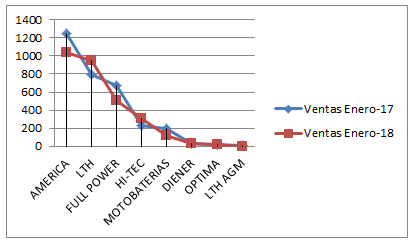 1400
1200
1000
800
600
400
200
0
AMERICA
LTH
FULL POWER
HI-TEC
MOTOBATERIAS
DIENER
OPTIMA
LTH AGM
Ventas Enero-17
Ventas Enero-18